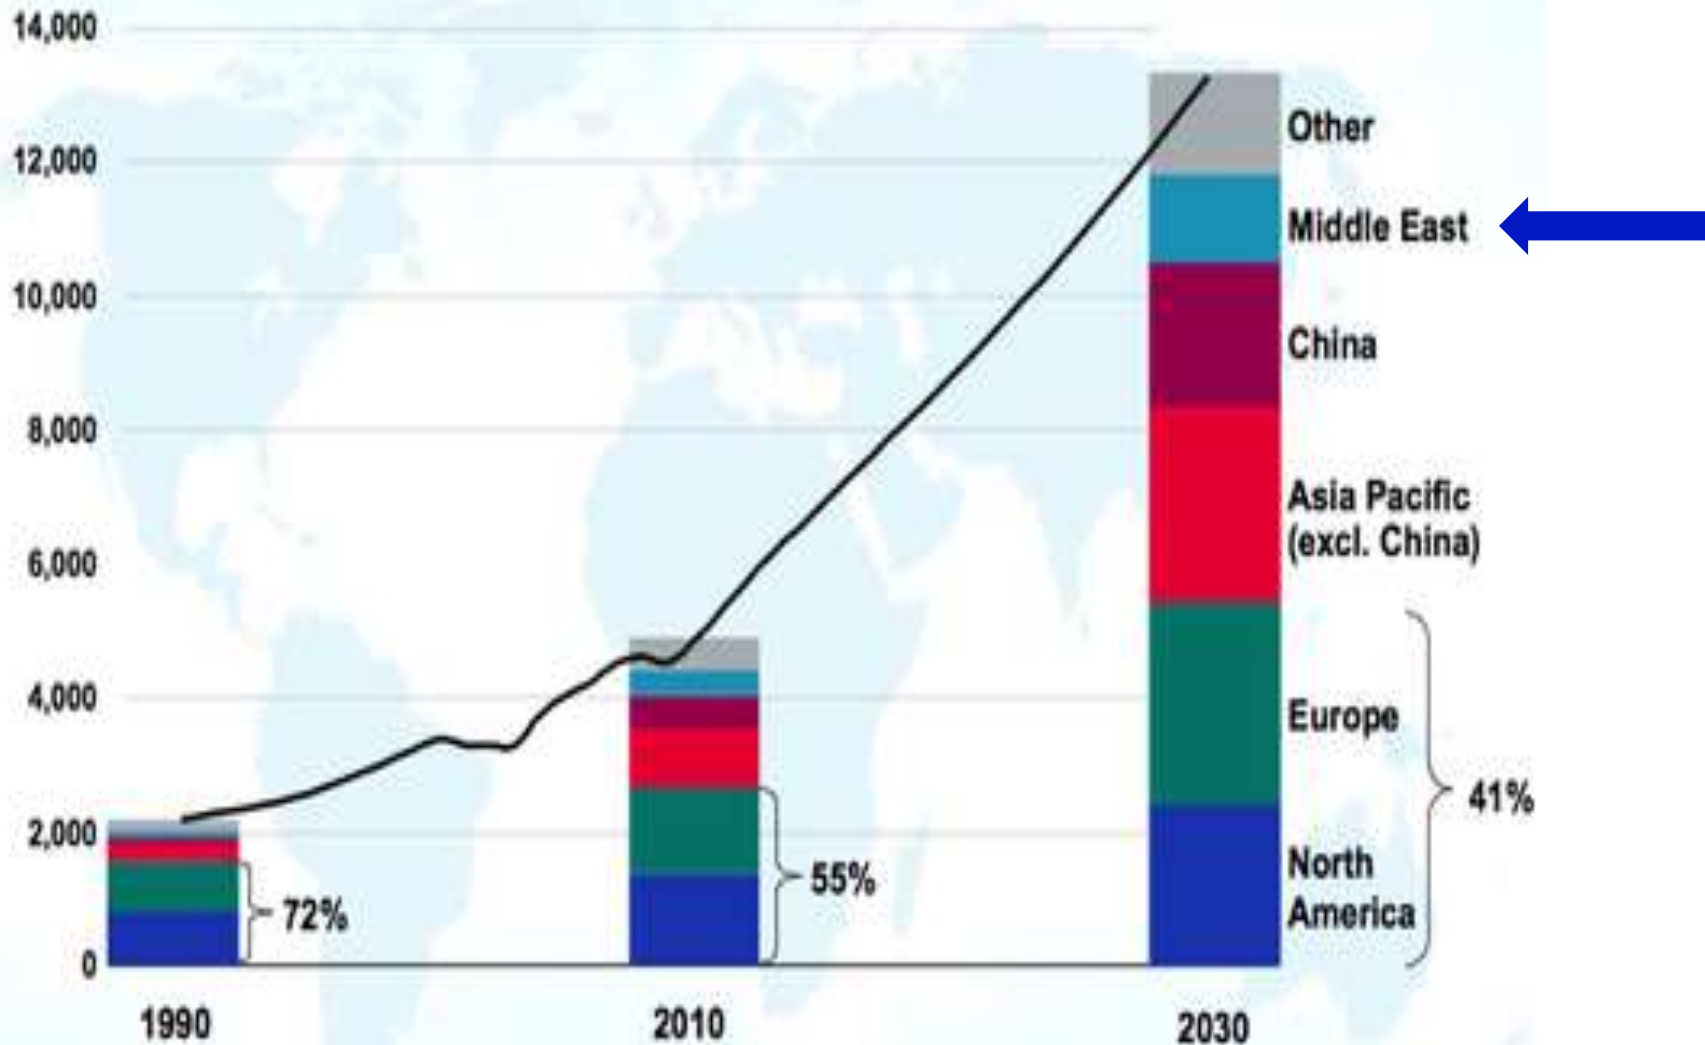 14,000
12,000
10,000
8,000
6,000
4,000
2,000
0
Other
Middle East
China
Asia Pacific
(excl. China)
Europe
North
America
72%
55%
41%
1990
2010
2030